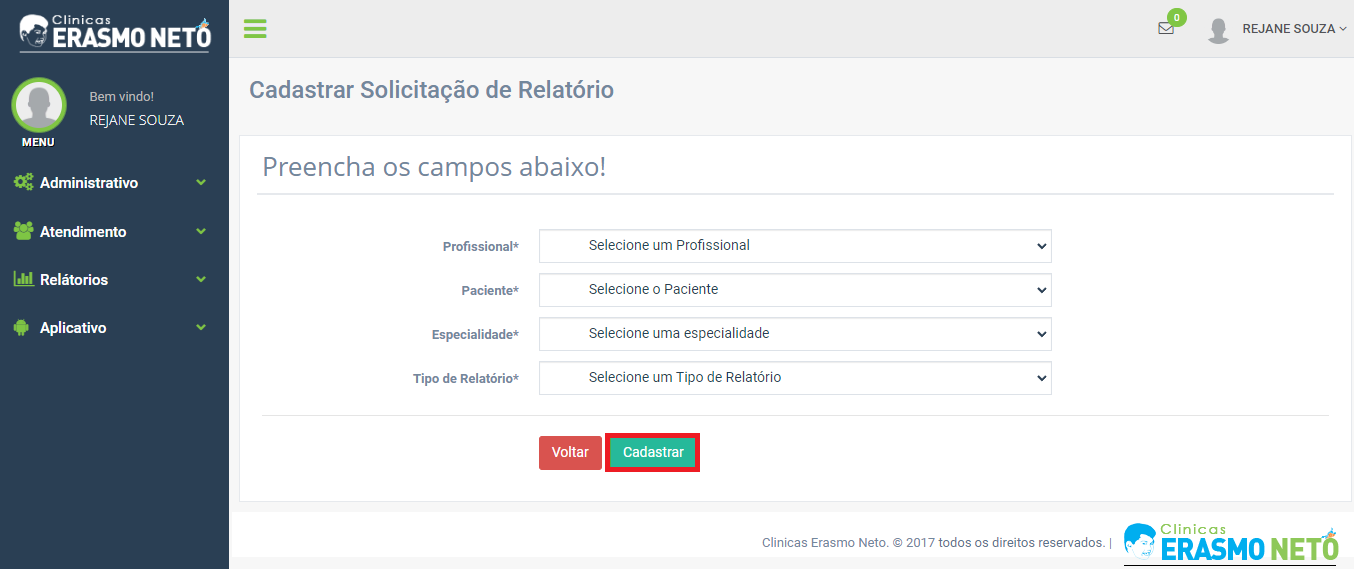 Clinicas
ERASMO NETO
0
REJANE SOUZA
Bem vindo!
REJANE SOUZA
MENU
Administrativo
Atendimento
Relátorios
Aplicativo
Cadastrar Solicitação de Relatório
Preencha os campos abaixo!
Profissional* Selecione um Profissional
Paciente* Selecione o Paciente
Especialidade* Selecione uma especialidade
Tipo de Relatório* Selecione um Tipo de Relatório
Voltar Cadastrar
Clinicas Erasmo Neto. © 2017 todos os direitos reservados. |
Clinicas
ERASMO NETO